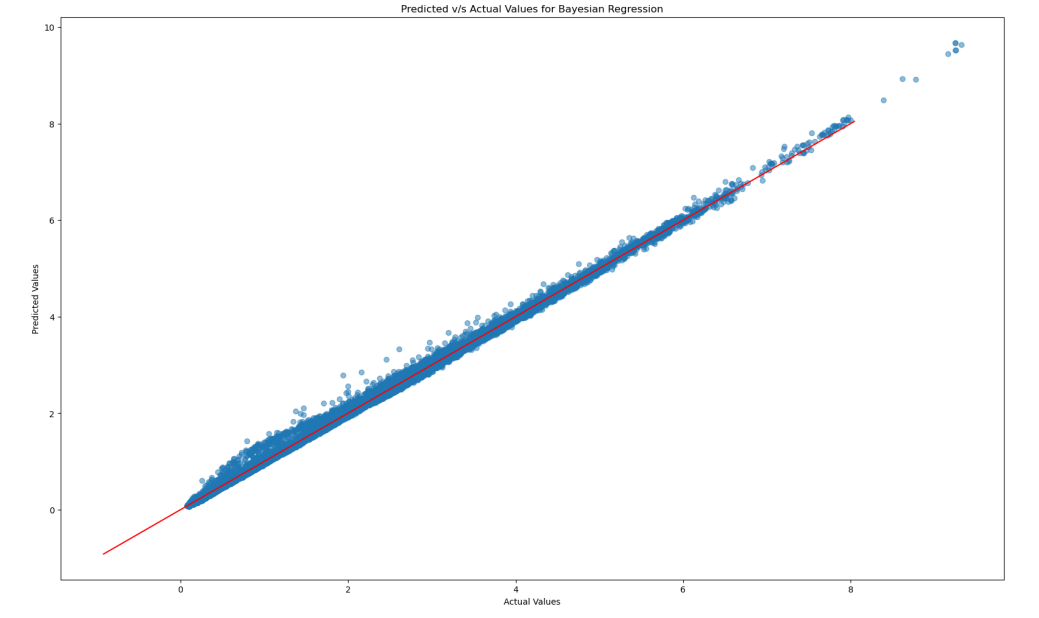 Predicted v/s Actual Values for Bayesian Regression
10
8
6
4
2
0
Predicted Values
0 2 4 6 8
Actual Values